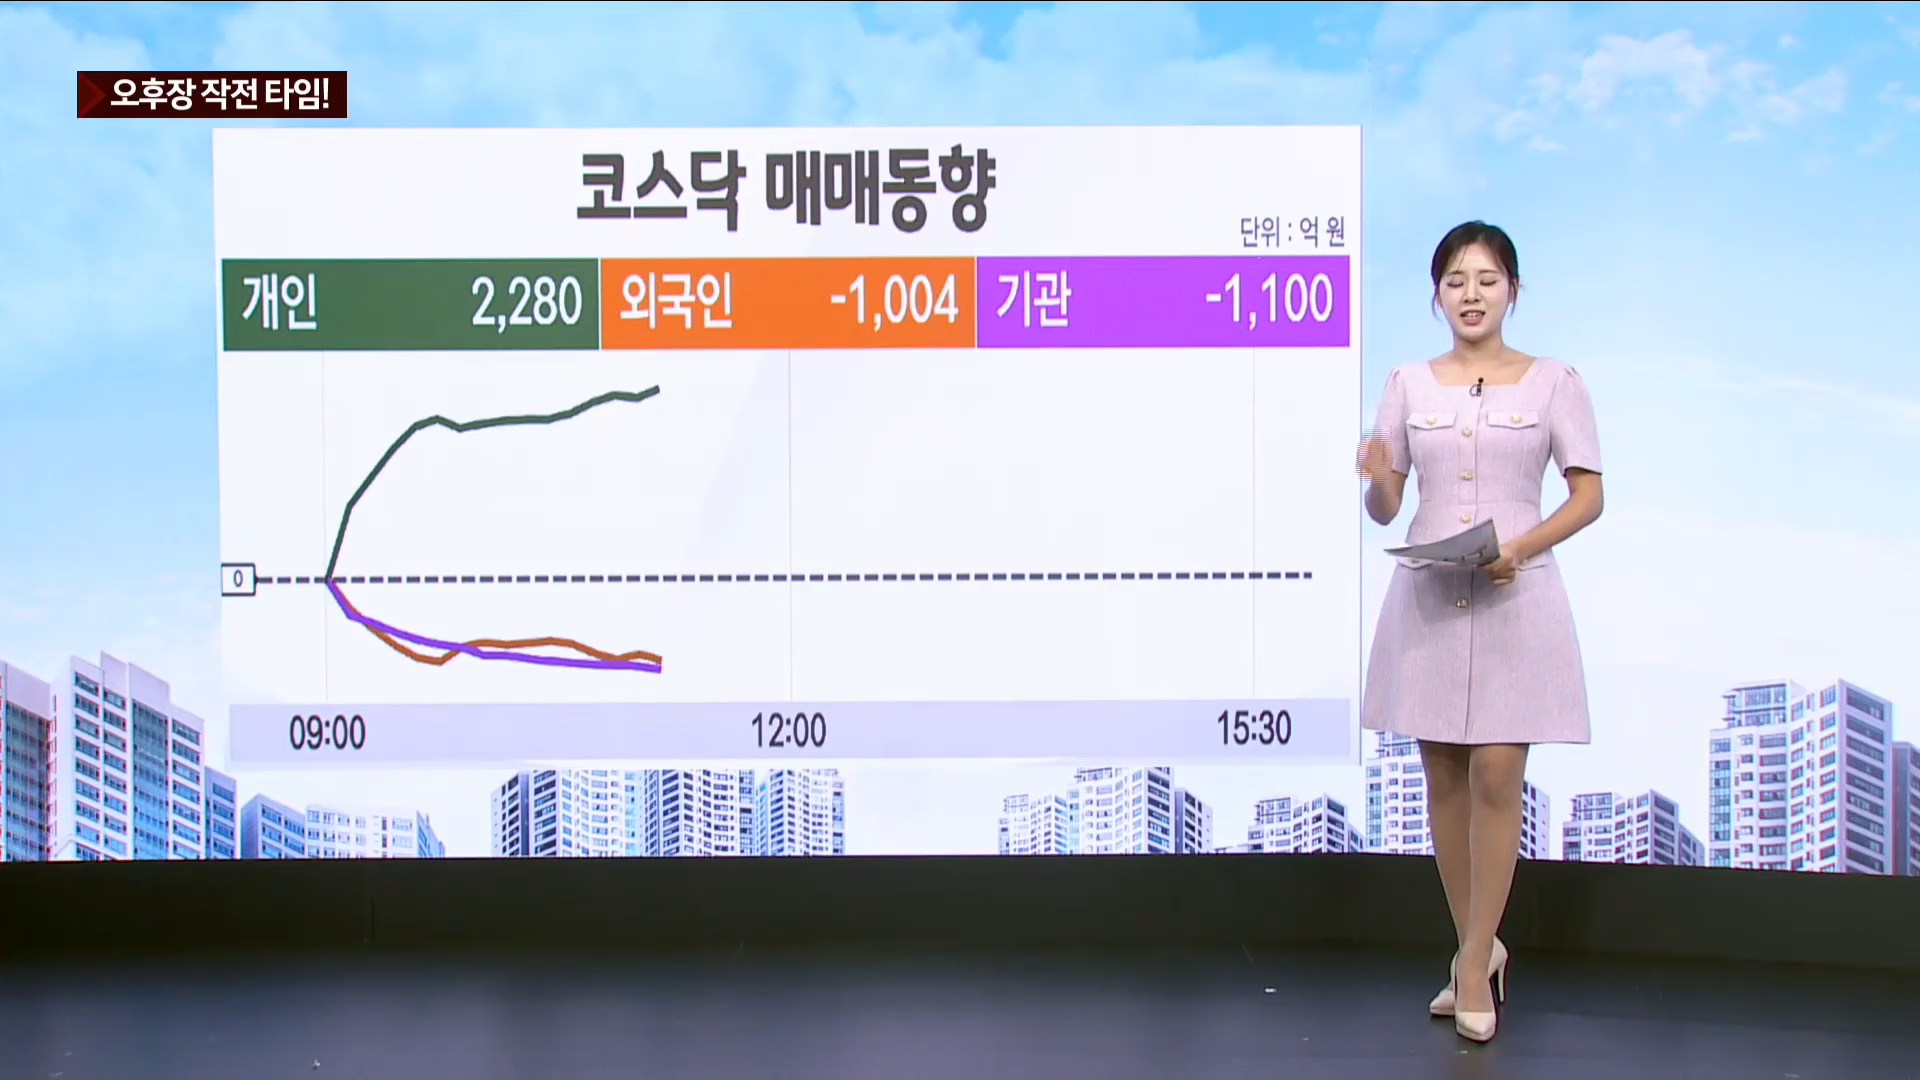 오후장 작전 타임!
코스닥 매매동향
단위 : 억 원
개인 2,280 외국인 -1,004 기관 -1,100
0
09:00 12:00 15:30